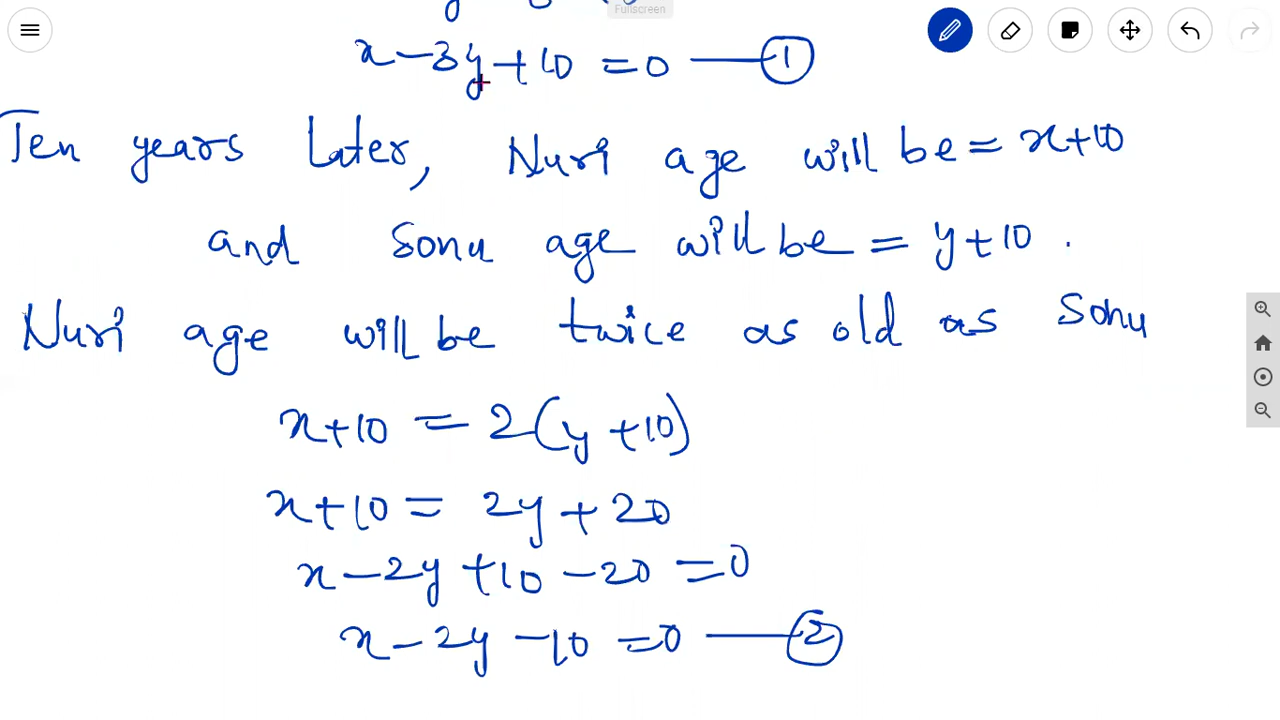 Fullscreen
x - 3y + 10 = 0 — 1
Ten years Later, Nuri age will be = x+10
and Sonu age will be = y+10 .
Nuri age will be twice as old as Sonu
x+10 = 2(y+10)
x+10 = 2y + 20
x - 2y + 10 - 20 = 0
x - 2y - 10 = 0 — 2